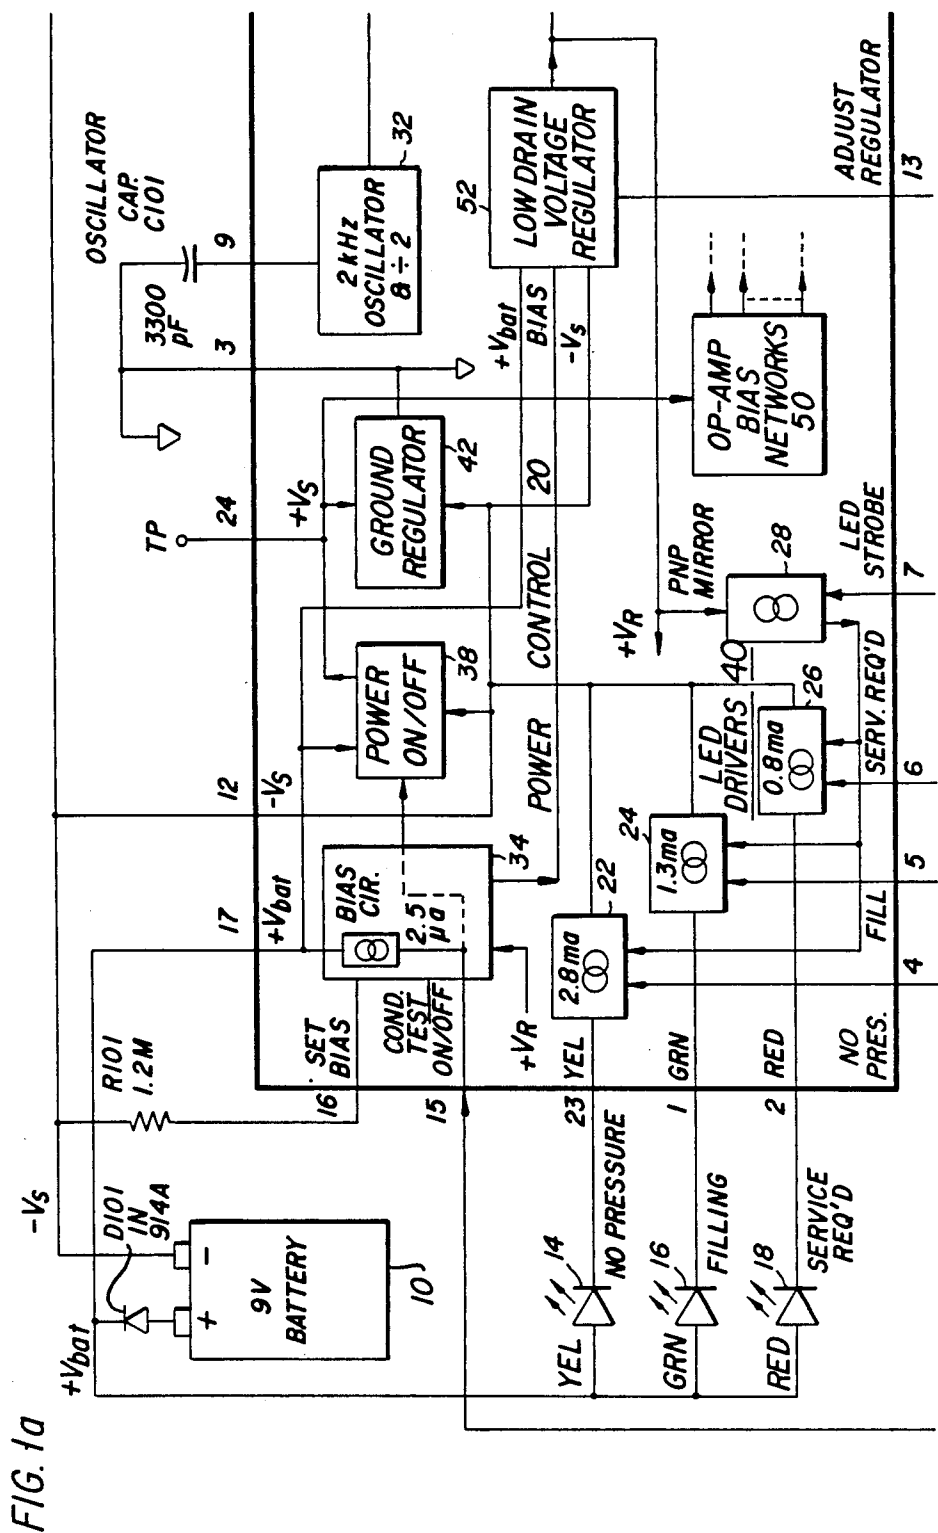 FIG. 1a
+Vbat
-VS
D101
IN
914A
9V
BATTERY
+
-
10
R101
1.2M
16
SET
BIAS
15
COND.
TEST
ON/OFF
17
+Vbat
12
-VS
BIAS
CIR.
2.5
μa
34
POWER
ON/OFF
38
TP
24
+VS
GROUND
REGULATOR
42
OSCILLATOR
CAP.
C101
3300
pF
9
3
2 kHz
OSCILLATOR
& ÷ 2
32
LOW DRAIN
VOLTAGE
REGULATOR
52
+Vbat
BIAS
-VS
POWER CONTROL 20
+VR
+VR
PNP
MIRROR
28
OP-AMP
BIAS
NETWORKS
50
ADJUST
REGULATOR
13
YEL
14
NO PRESSURE
23
YEL
2.8ma
22
GRN
16
FILLING
1
GRN
1.3ma
24
RED
18
SERVICE
REQ'D
2
RED
0.8ma
26
LED
DRIVERS 40
NO
PRES.
4
FILL
5
SERV. REQ'D
6
LED
STROBE
7